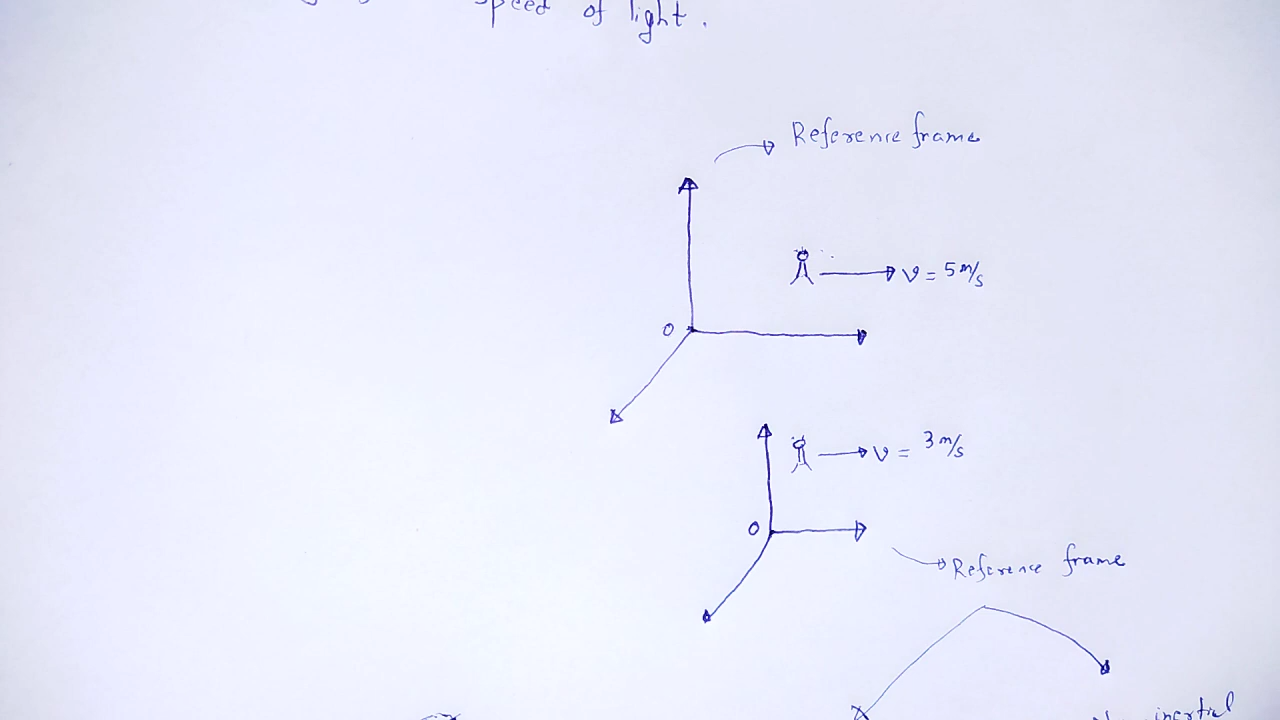 speed of light.
Reference frame
v = 5 m/s
O
v = 3 m/s
O
Reference frame
inertial